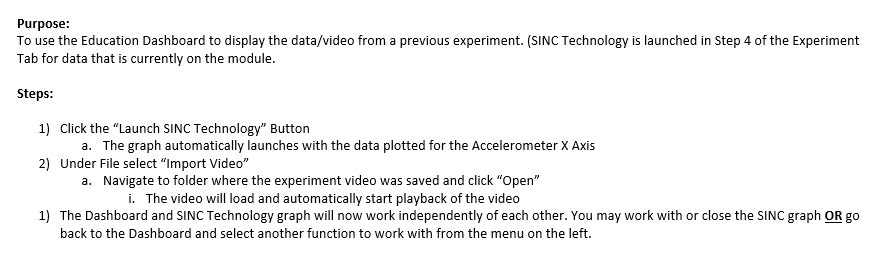 Purpose:
To use the Education Dashboard to display the data/video from a previous experiment. (SINC Technology is launched in Step 4 of the Experiment
Tab for data that is currently on the module.
Steps:
1) Click the “Launch SINC Technology” Button
a. The graph automatically launches with the data plotted for the Accelerometer X Axis
2) Under File select “Import Video”
a. Navigate to folder where the experiment video was saved and click “Open”
i. The video will load and automatically start playback of the video
1) The Dashboard and SINC Technology graph will now work independently of each other. You may work with or close the SINC graph OR go
back to the Dashboard and select another function to work with from the menu on the left.